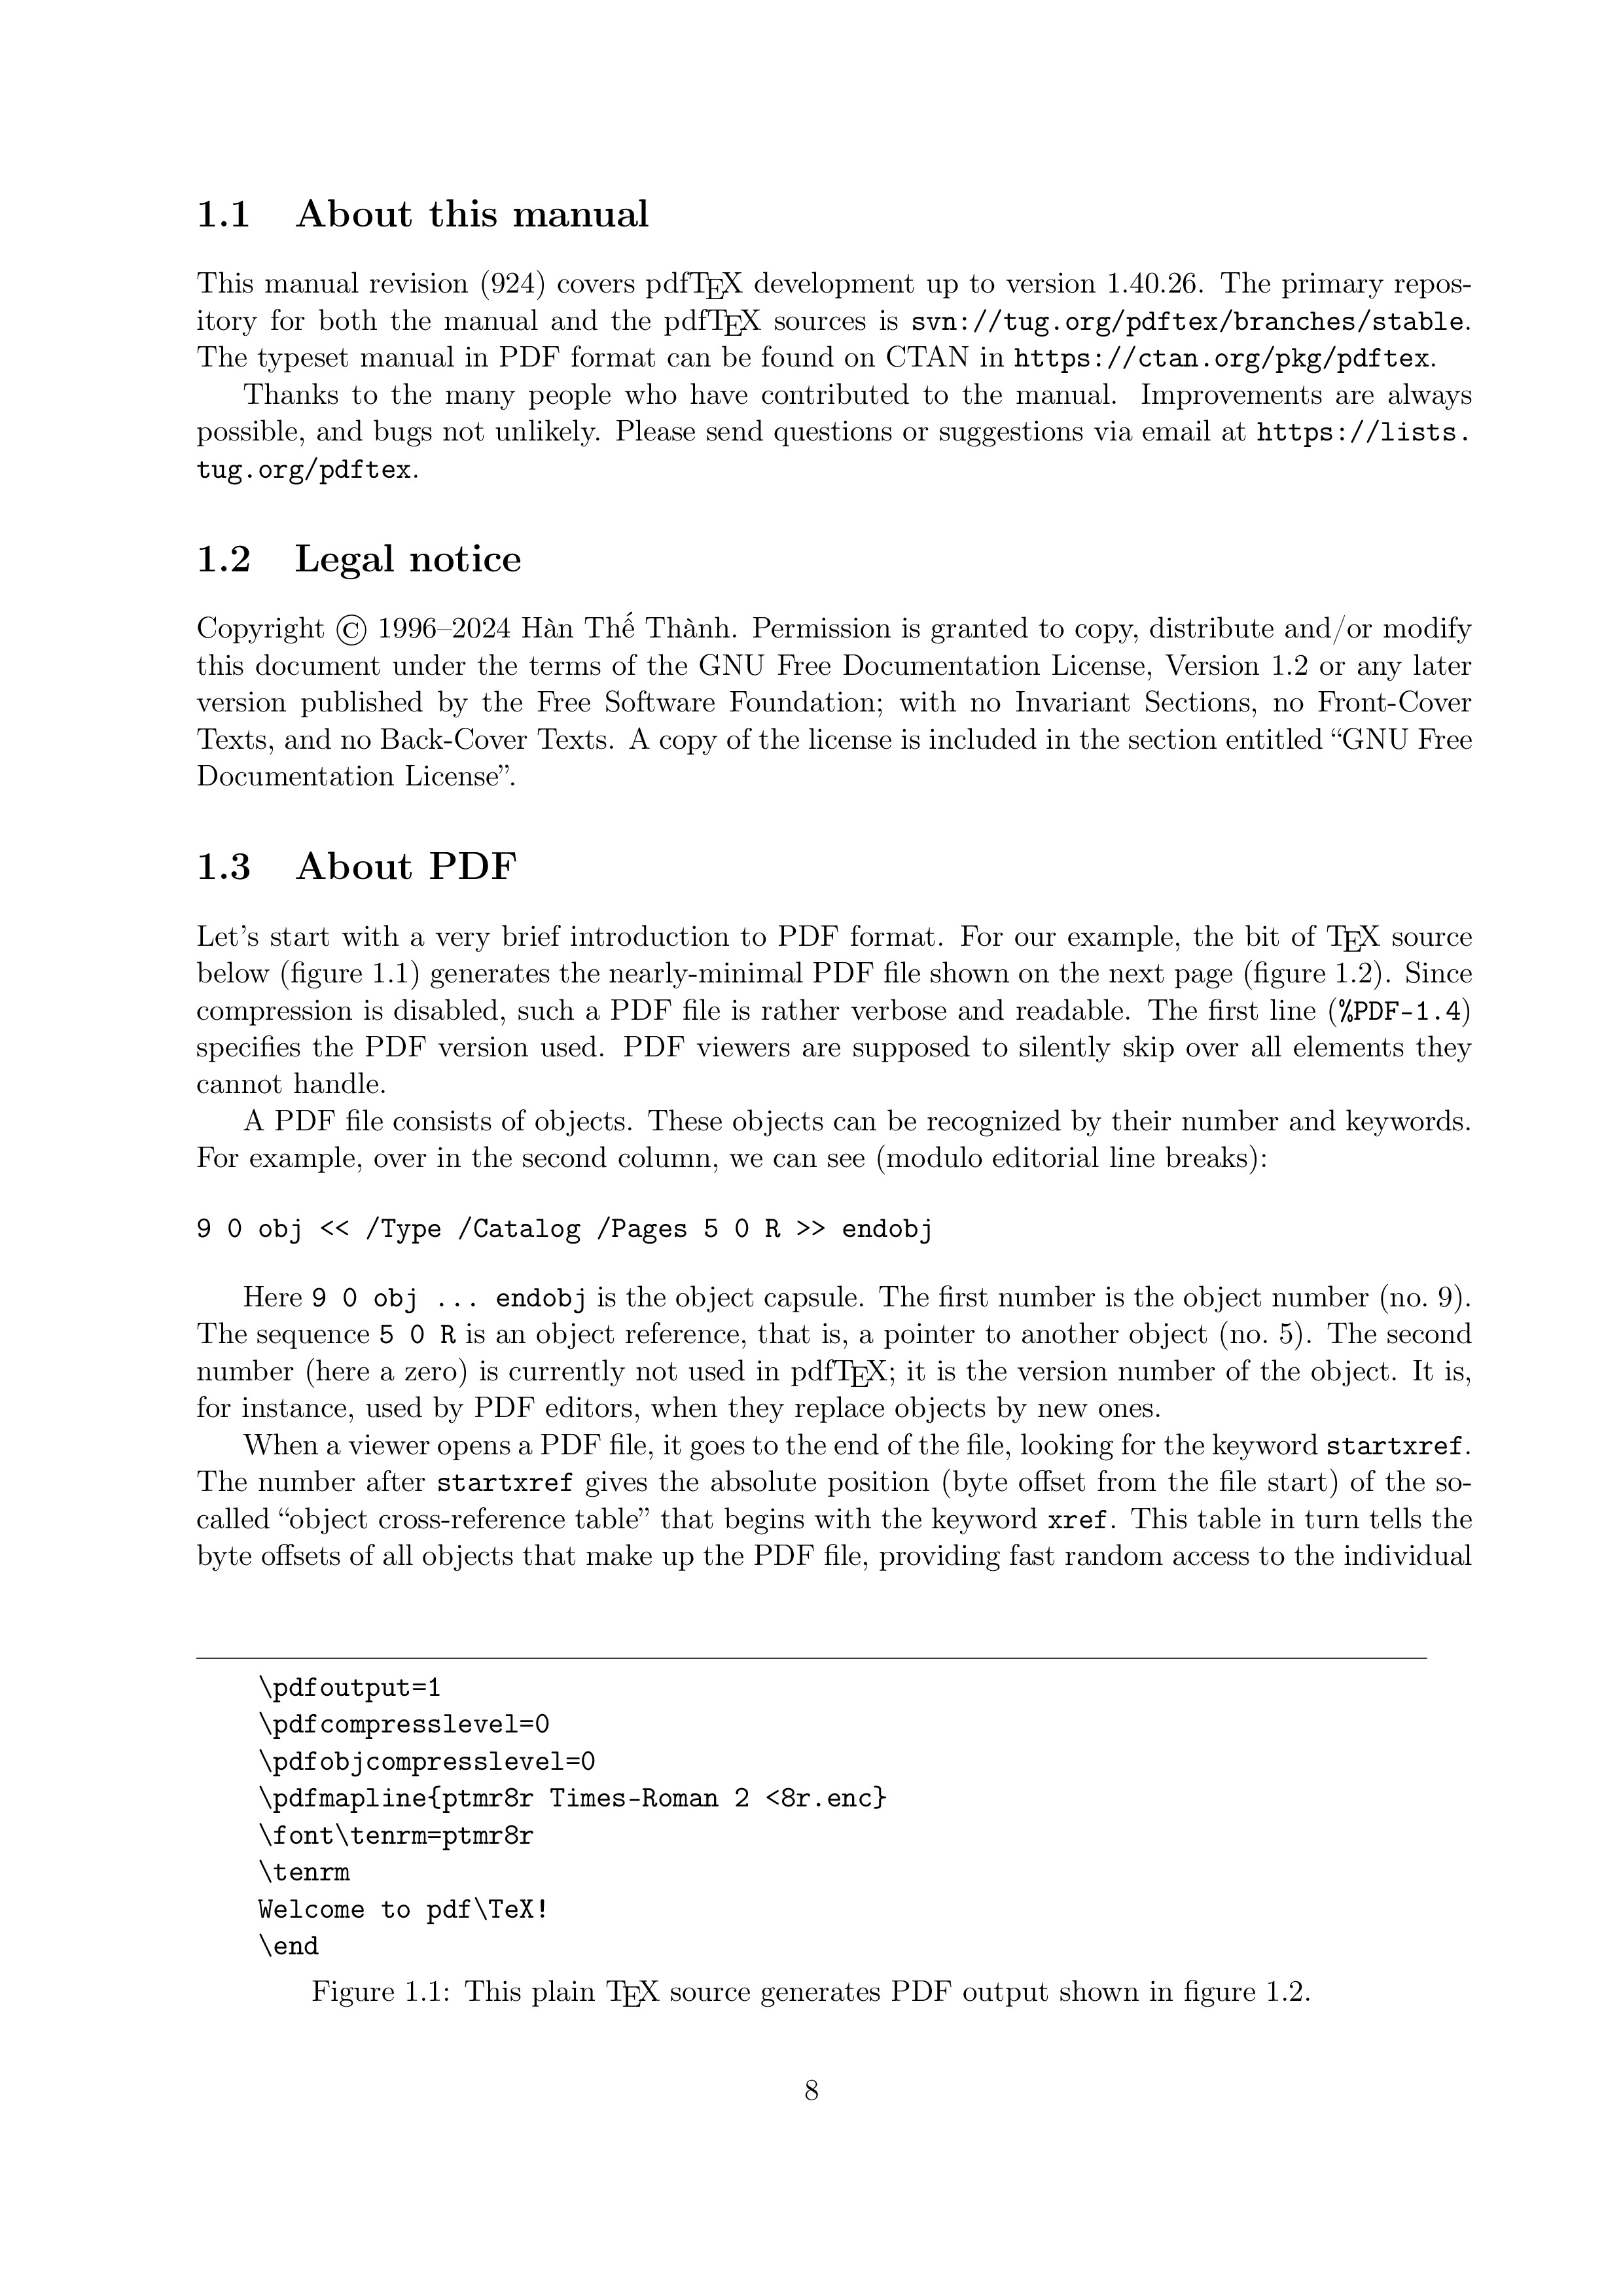 1.1 About this manual
This manual revision (924) covers pdfTEX development up to version 1.40.26. The primary repos-
itory for both the manual and the pdfTEX sources is svn://tug.org/pdftex/branches/stable.
The typeset manual in PDF format can be found on CTAN in https://ctan.org/pkg/pdftex.
Thanks to the many people who have contributed to the manual. Improvements are always
possible, and bugs not unlikely. Please send questions or suggestions via email at https://lists.
tug.org/pdftex.
1.2 Legal notice
Copyright © 1996–2024 Hàn Thế Thành. Permission is granted to copy, distribute and/or modify
this document under the terms of the GNU Free Documentation License, Version 1.2 or any later
version published by the Free Software Foundation; with no Invariant Sections, no Front-Cover
Texts, and no Back-Cover Texts. A copy of the license is included in the section entitled “GNU Free
Documentation License”.
1.3 About PDF
Let’s start with a very brief introduction to PDF format. For our example, the bit of TEX source
below (figure 1.1) generates the nearly-minimal PDF file shown on the next page (figure 1.2). Since
compression is disabled, such a PDF file is rather verbose and readable. The first line (%PDF-1.4)
specifies the PDF version used. PDF viewers are supposed to silently skip over all elements they
cannot handle.
A PDF file consists of objects. These objects can be recognized by their number and keywords.
For example, over in the second column, we can see (modulo editorial line breaks):
9 0 obj << /Type /Catalog /Pages 5 0 R >> endobj
Here 9 0 obj ... endobj is the object capsule. The first number is the object number (no. 9).
The sequence 5 0 R is an object reference, that is, a pointer to another object (no. 5). The second
number (here a zero) is currently not used in pdfTEX; it is the version number of the object. It is,
for instance, used by PDF editors, when they replace objects by new ones.
When a viewer opens a PDF file, it goes to the end of the file, looking for the keyword startxref.
The number after startxref gives the absolute position (byte offset from the file start) of the so-
called “object cross-reference table” that begins with the keyword xref. This table in turn tells the
byte offsets of all objects that make up the PDF file, providing fast random access to the individual
\pdfoutput=1
\pdfcompresslevel=0
\pdfobjcompresslevel=0
\pdfmapline{ptmr8r Times-Roman 2 <8r.enc}
\font\tenrm=ptmr8r
\tenrm
Welcome to pdf\TeX!
\end
Figure 1.1: This plain TEX source generates PDF output shown in figure 1.2.
8